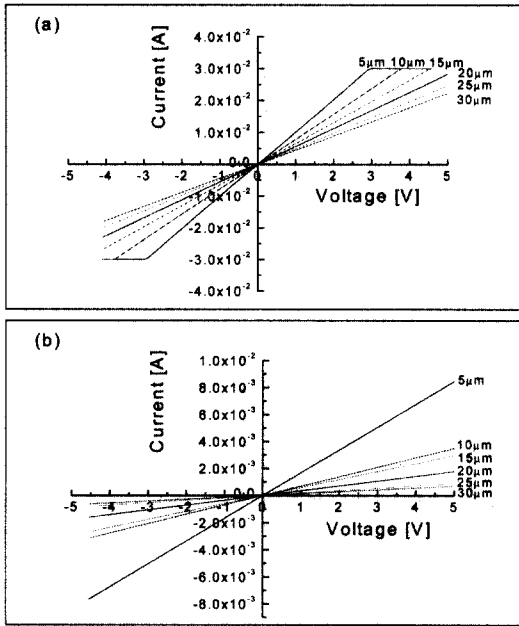 (a)
Current [A]
4.0x10⁻²
3.0x10⁻²
2.0x10⁻²
1.0x10⁻²
0.0
-1.0x10⁻²
-2.0x10⁻²
-3.0x10⁻²
-4.0x10⁻²
5μm 10μm 15μm
20μm
25μm
30μm
-5 -4 -3 -2 -1 0 1 2 3 4 5
Voltage [V]
(b)
Current [A]
1.0x10⁻²
8.0x10⁻³
6.0x10⁻³
4.0x10⁻³
2.0x10⁻³
0.0
-2.0x10⁻³
-4.0x10⁻³
-6.0x10⁻³
-8.0x10⁻³
5μm
10μm
15μm
20μm
25μm
30μm
-5 -4 -3 -2 -1 0 1 2 3 4 5
Voltage [V]